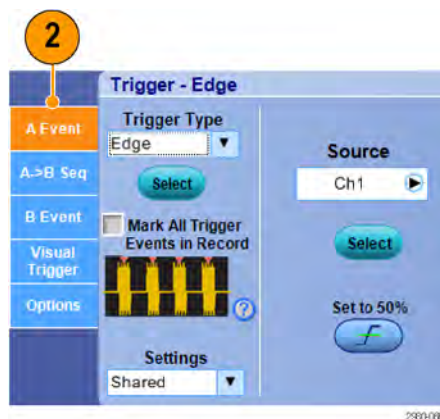 2
Trigger - Edge
A Event
A->B Seq
B Event
Visual
Trigger
Options
Trigger Type
Edge
Select
Mark All Trigger
Events in Record
?
Settings
Shared
Source
Ch1
Select
Set to 50%